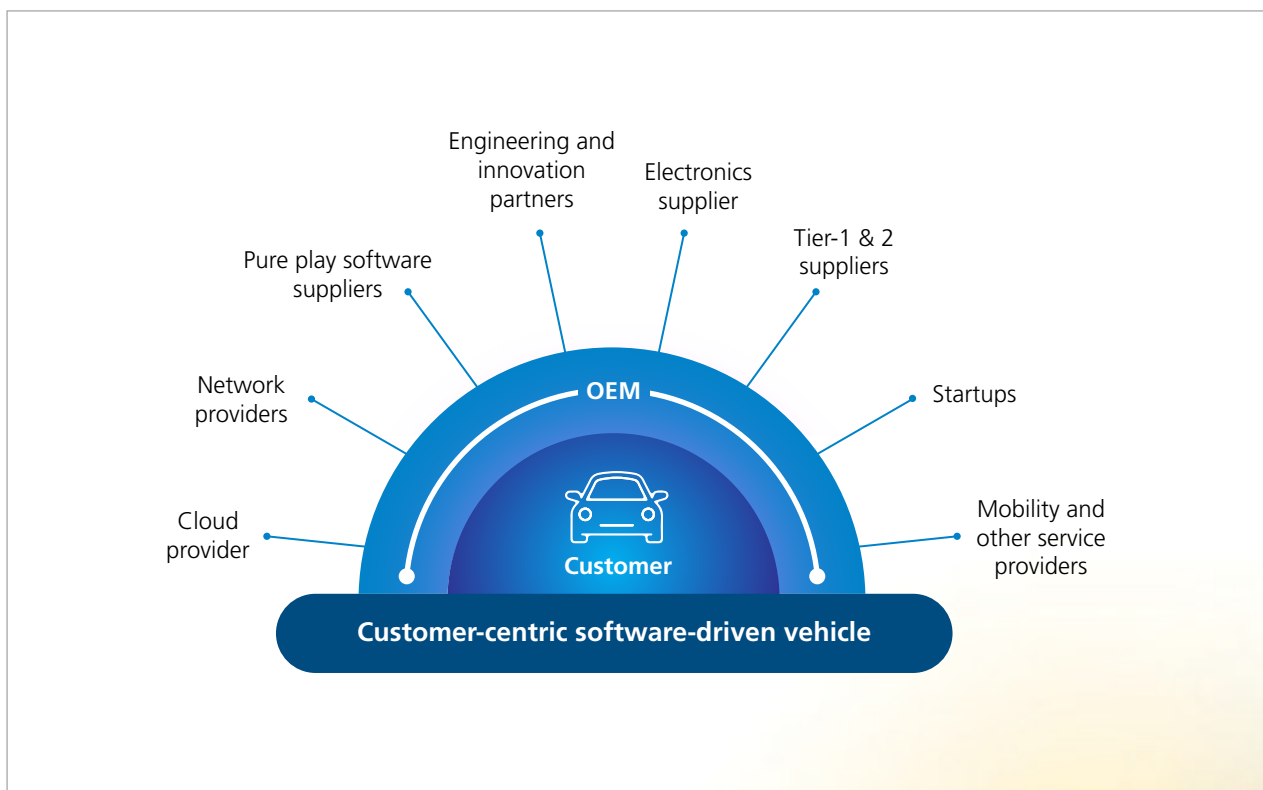 Engineering and
innovation
partners
Electronics
supplier
Tier-1 & 2
suppliers
Pure play software
suppliers
Network
providers
OEM
Startups
Cloud
provider
Customer
Mobility and
other service
providers
Customer-centric software-driven vehicle